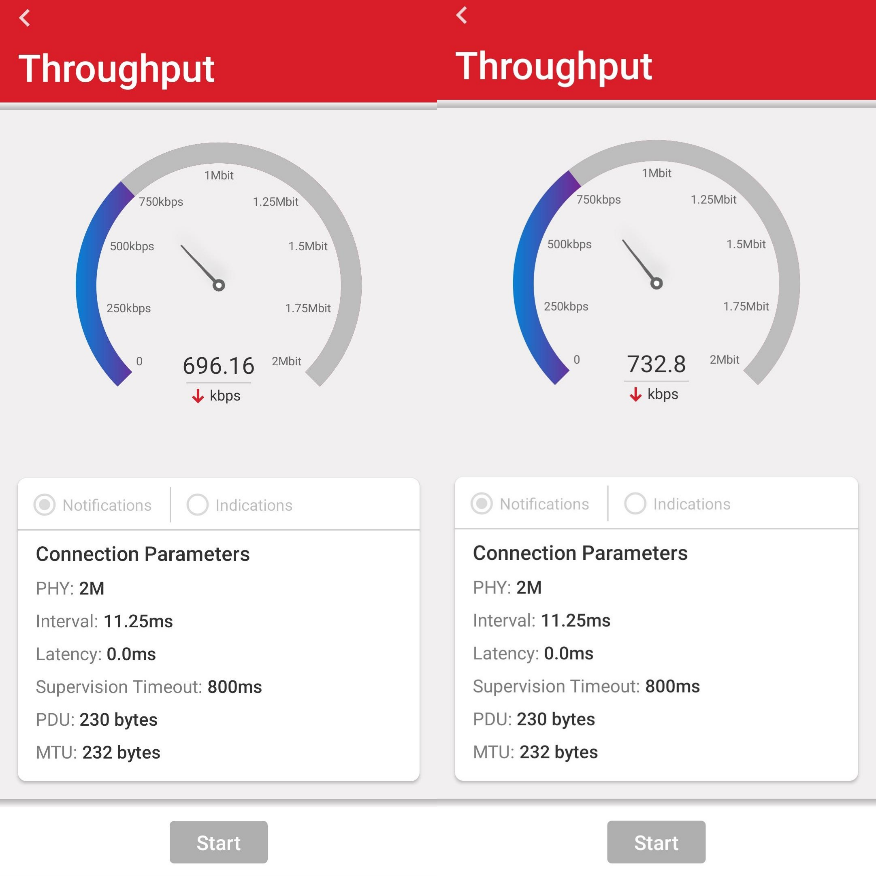 Throughput
1Mbit
750kbps
1.25Mbit
500kbps
1.5Mbit
250kbps
1.75Mbit
0
696.16
2Mbit
kbps
Notifications
Indications
Connection Parameters
PHY: 2M
Interval: 11.25ms
Latency: 0.0ms
Supervision Timeout: 800ms
PDU: 230 bytes
MTU: 232 bytes
Start
Throughput
1Mbit
750kbps
1.25Mbit
500kbps
1.5Mbit
250kbps
1.75Mbit
0
732.8
2Mbit
kbps
Notifications
Indications
Connection Parameters
PHY: 2M
Interval: 11.25ms
Latency: 0.0ms
Supervision Timeout: 800ms
PDU: 230 bytes
MTU: 232 bytes
Start